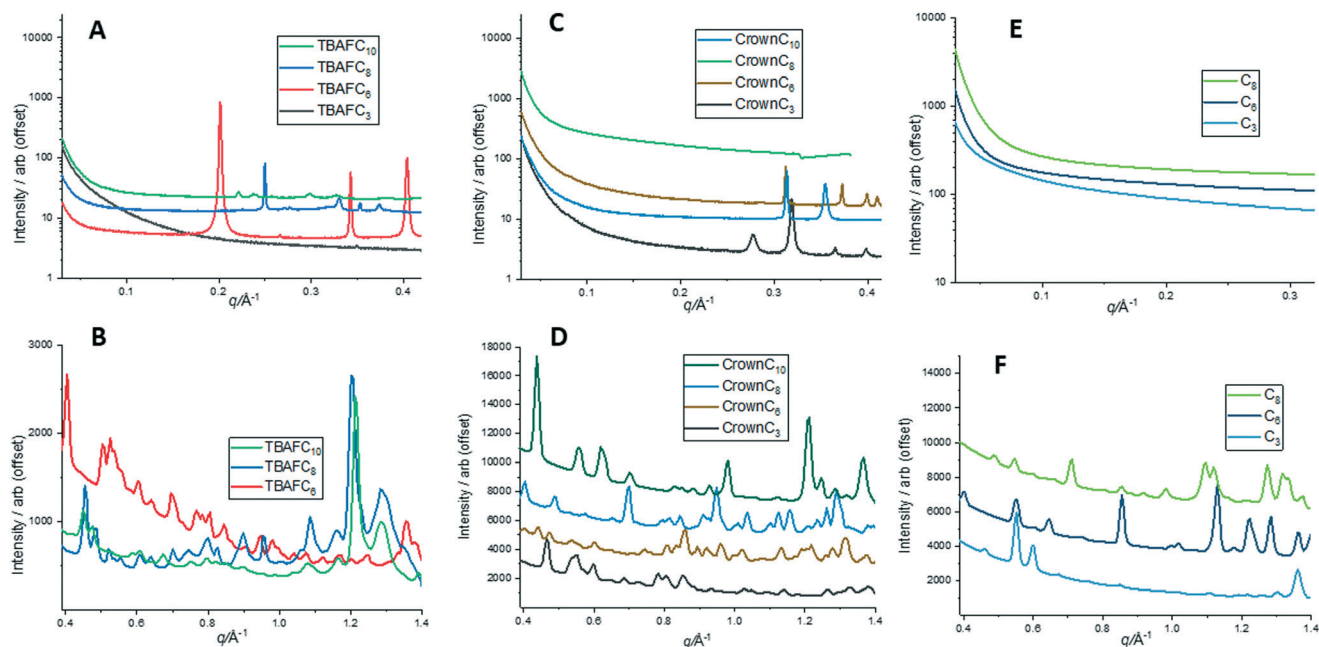 A
TBAFC₁₀
TBAFC₈
TBAFC₆
TBAFC₃
10000
1000
100
10
1
Intensity / arb (offset)
0.1 0.2 0.3 0.4
q/Å⁻¹
C
CrownC₁₀
CrownC₈
CrownC₆
CrownC₃
10000
1000
100
10
1
Intensity / arb (offset)
0.1 0.2 0.3 0.4
q/Å⁻¹
E
C₈
C₆
C₃
10000
1000
100
10
Intensity / arb (offset)
0.1 0.2 0.3
q/Å⁻¹
B
TBAFC₁₀
TBAFC₈
TBAFC₆
3000
2000
1000
Intensity / arb (offset)
0.4 0.6 0.8 1.0 1.2 1.4
q/Å⁻¹
D
CrownC₁₀
CrownC₈
CrownC₆
CrownC₃
18000
16000
14000
12000
10000
8000
6000
4000
2000
Intensity / arb (offset)
0.4 0.6 0.8 1.0 1.2 1.4
q/Å⁻¹
F
C₈
C₆
C₃
14000
12000
10000
8000
6000
4000
2000
Intensity / arb (offset)
0.4 0.6 0.8 1.0 1.2 1.4
q/Å⁻¹